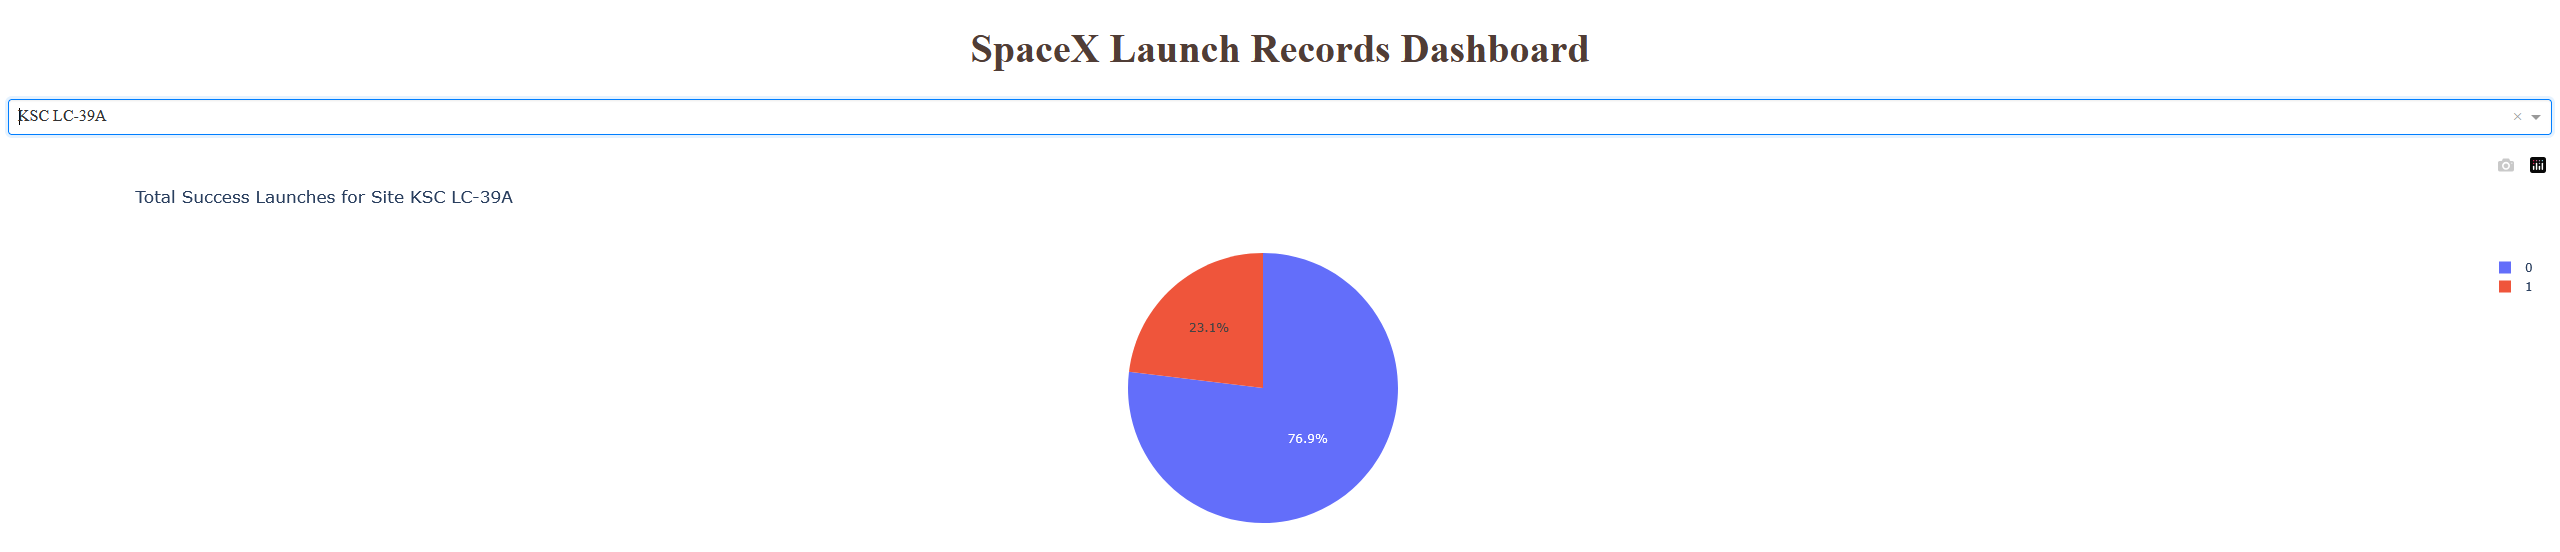 SpaceX Launch Records Dashboard
KSC LC-39A
Total Success Launches for Site KSC LC-39A
0
1
23.1%
76.9%